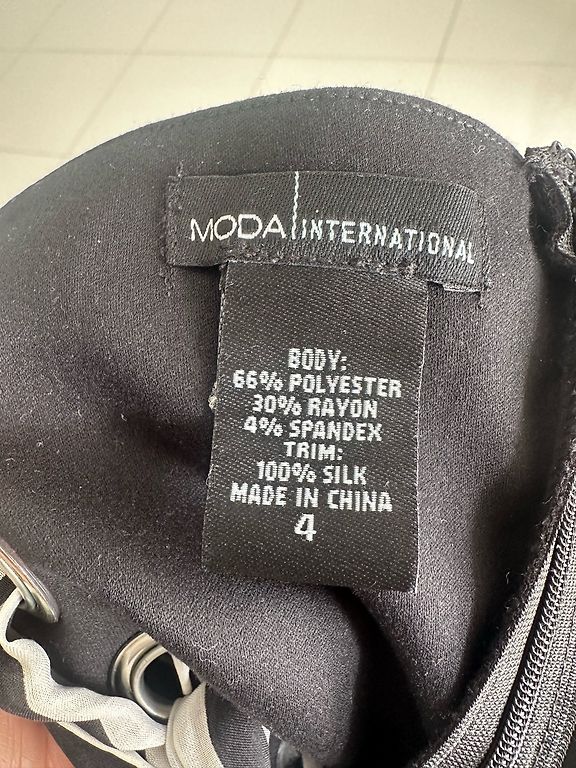 MODA INTERNATIONAL
BODY:
66% POLYESTER
30% RAYON
4% SPANDEX
TRIM:
100% SILK
MADE IN CHINA
4